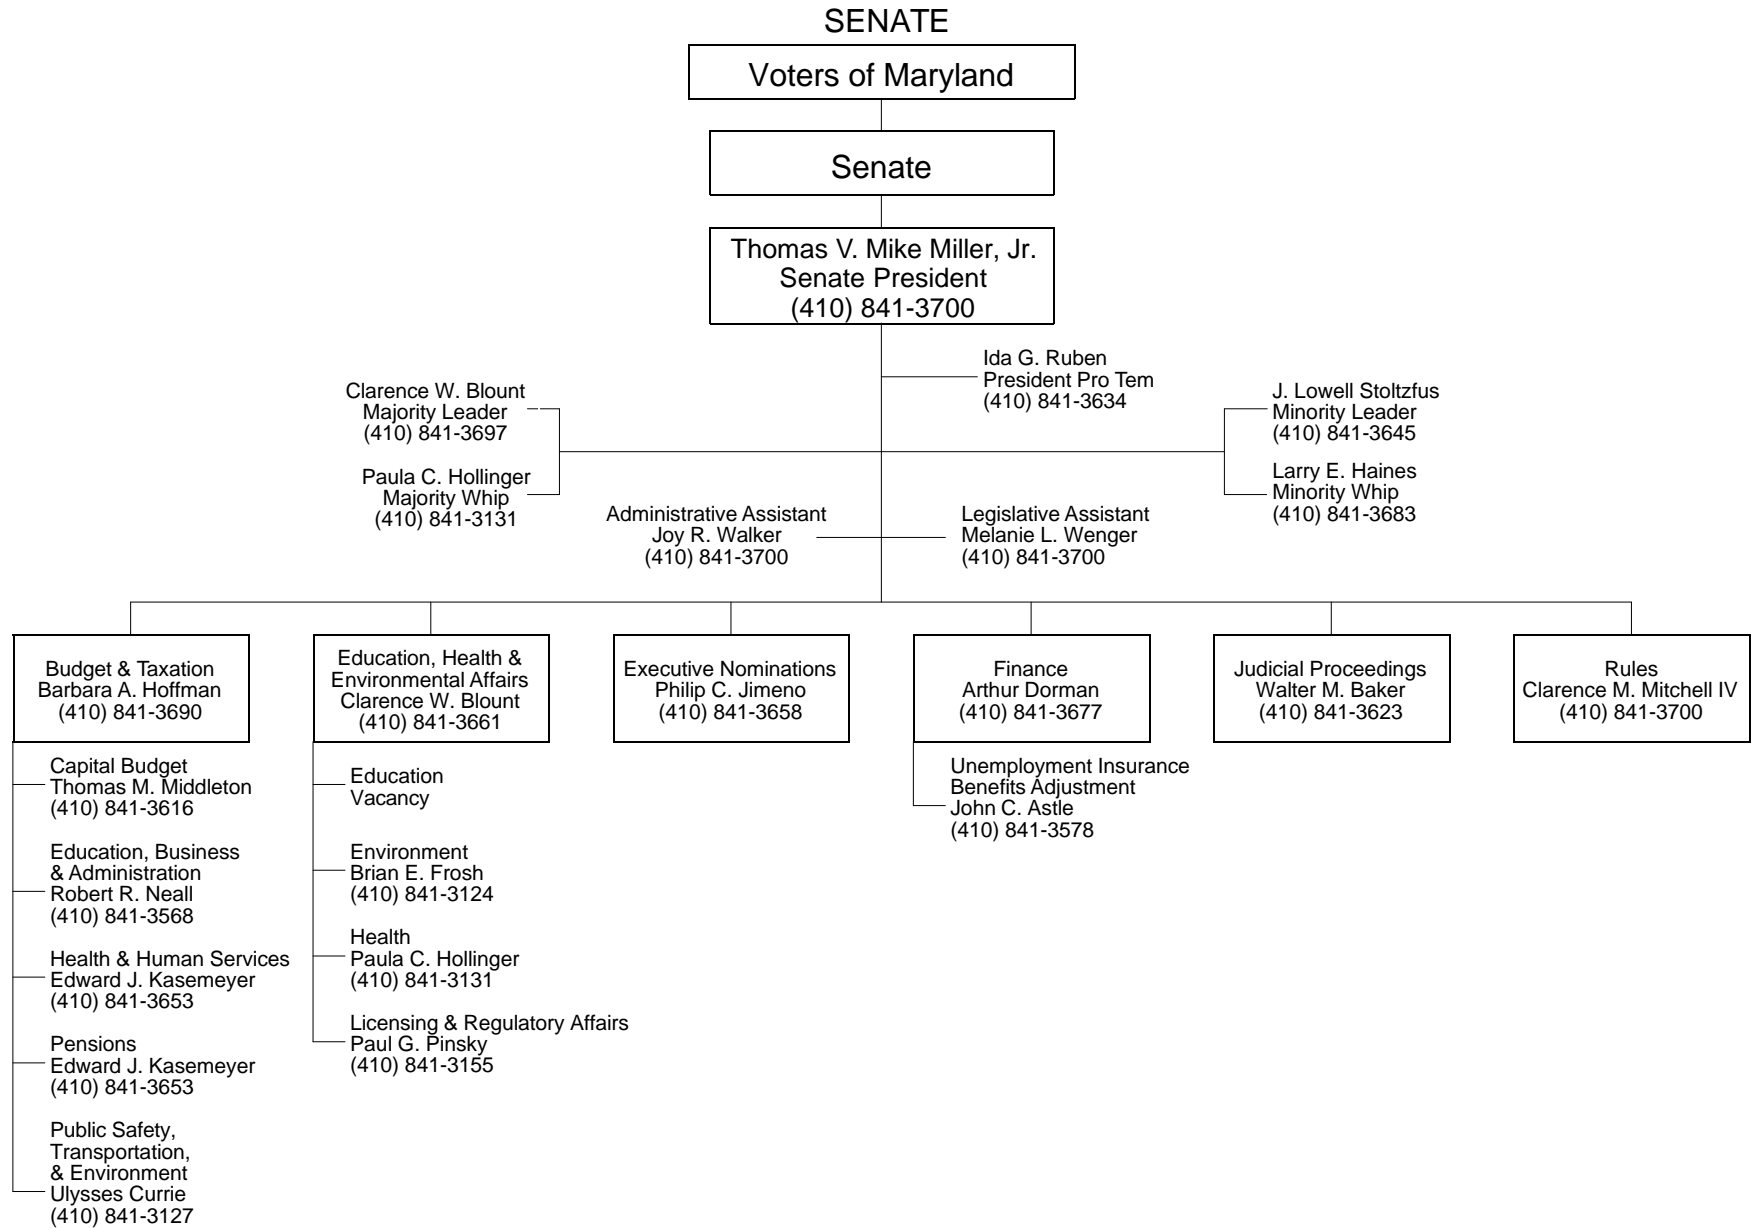 SENATE
Voters of Maryland
Senate
Thomas V. Mike Miller, Jr.
Senate President
(410) 841-3700
Ida G. Ruben
President Pro Tem
(410) 841-3634
Clarence W. Blount
Majority Leader
(410) 841-3697
J. Lowell Stoltzfus
Minority Leader
(410) 841-3645
Paula C. Hollinger
Majority Whip
(410) 841-3131
Larry E. Haines
Minority Whip
(410) 841-3683
Administrative Assistant
Joy R. Walker
(410) 841-3700
Legislative Assistant
Melanie L. Wenger
(410) 841-3700
Budget & Taxation
Barbara A. Hoffman
(410) 841-3690
Capital Budget
Thomas M. Middleton
(410) 841-3616
Education, Business
& Administration
Robert R. Neall
(410) 841-3568
Health & Human Services
Edward J. Kasemeyer
(410) 841-3653
Pensions
Edward J. Kasemeyer
(410) 841-3653
Public Safety,
Transportation,
& Environment
Ulysses Currie
(410) 841-3127
Education, Health &
Environmental Affairs
Clarence W. Blount
(410) 841-3661
Education
Vacancy
Environment
Brian E. Frosh
(410) 841-3124
Health
Paula C. Hollinger
(410) 841-3131
Licensing & Regulatory Affairs
Paul G. Pinsky
(410) 841-3155
Executive Nominations
Philip C. Jimeno
(410) 841-3658
Finance
Arthur Dorman
(410) 841-3677
Unemployment Insurance
Benefits Adjustment
John C. Astle
(410) 841-3578
Judicial Proceedings
Walter M. Baker
(410) 841-3623
Rules
Clarence M. Mitchell IV
(410) 841-3700